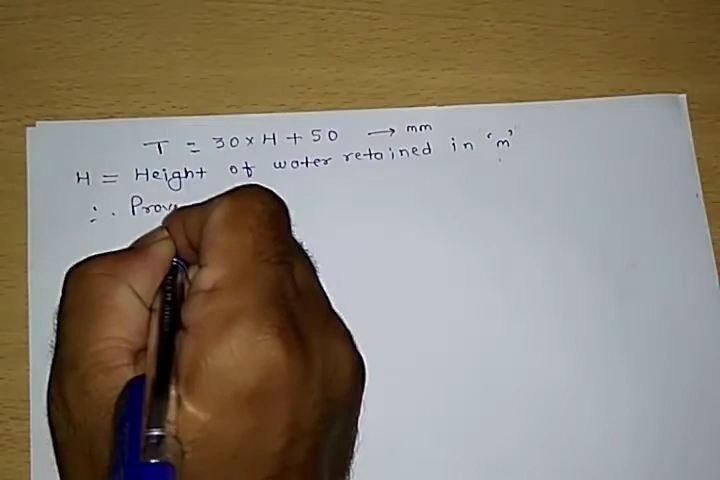 T = 30×H+50 → mm
H = Height of water retained in 'm'
∴ Prov